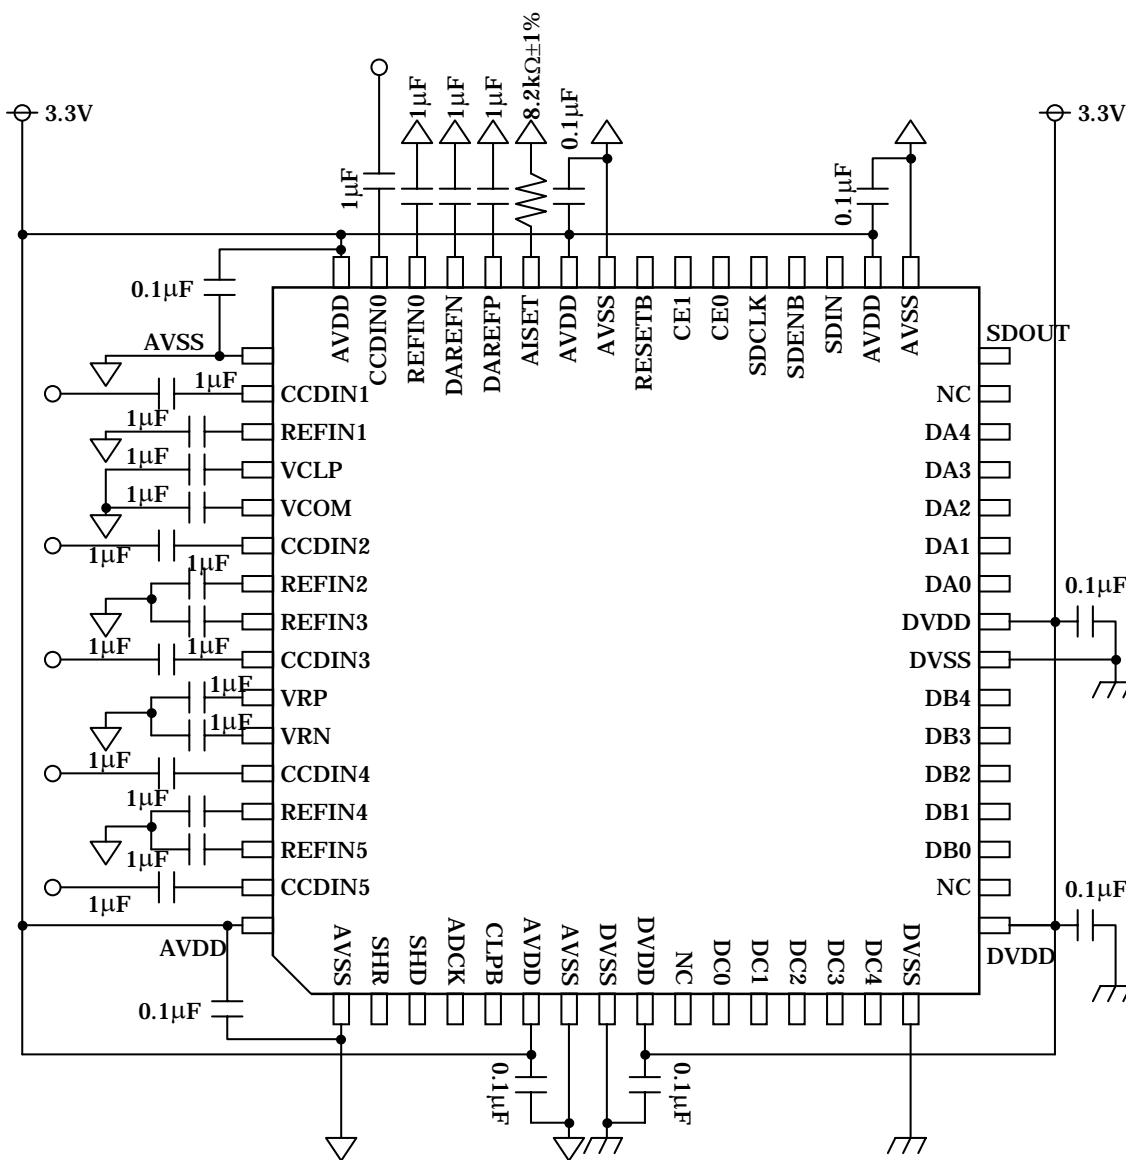 8.2kΩ±1%
1µF
1µF
1µF
0.1µF
3.3V
3.3V
1µF
0.1µF
0.1µF
AVDD
CCDIN0
REFIN0
DAREFN
DAREFP
AISET
AVDD
AVSS
RESETB
CE1
CE0
SDCLK
SDENB
SDIN
AVDD
AVSS
AVSS
SDOUT
1µF
CCDIN1
NC
REFIN1
DA4
1µF
VCLP
DA3
1µF
VCOM
DA2
1µF
CCDIN2
DA1
1µF
1µF
REFIN2
DA0
0.1µF
REFIN3
DVDD
1µF
1µF
CCDIN3
DVSS
1µF
VRP
DB4
1µF
VRN
DB3
1µF
CCDIN4
DB2
1µF
REFIN4
DB1
REFIN5
DB0
1µF
CCDIN5
NC
0.1µF
1µF
AVDD
DVDD
AVSS
SHR
SHD
ADCK
CLPB
AVDD
AVSS
DVSS
DVDD
NC
DC0
DC1
DC2
DC3
DC4
DVSS
0.1µF
0.1µF
0.1µF